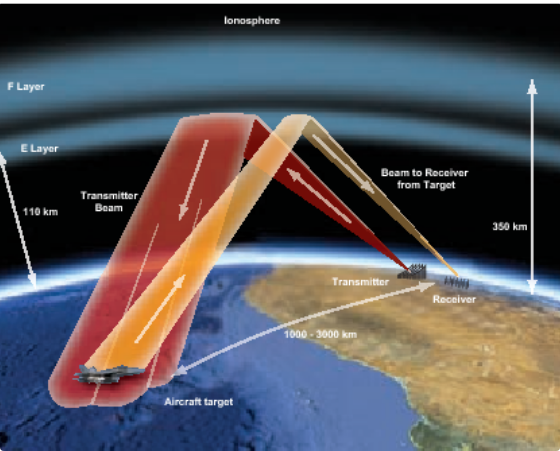 Ionosphere
F Layer
E Layer
Transmitter
Beam
Beam to Receiver
from Target
110 km
350 km
Transmitter
Receiver
1000 - 3000 km
Aircraft target